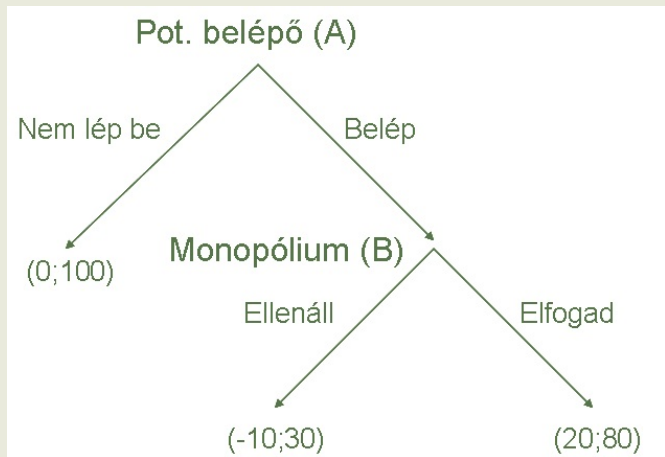 Pot. belépő (A)
Nem lép be
Belép
Monopólium (B)
(0;100)
Ellenáll
Elfogad
(-10;30)
(20;80)